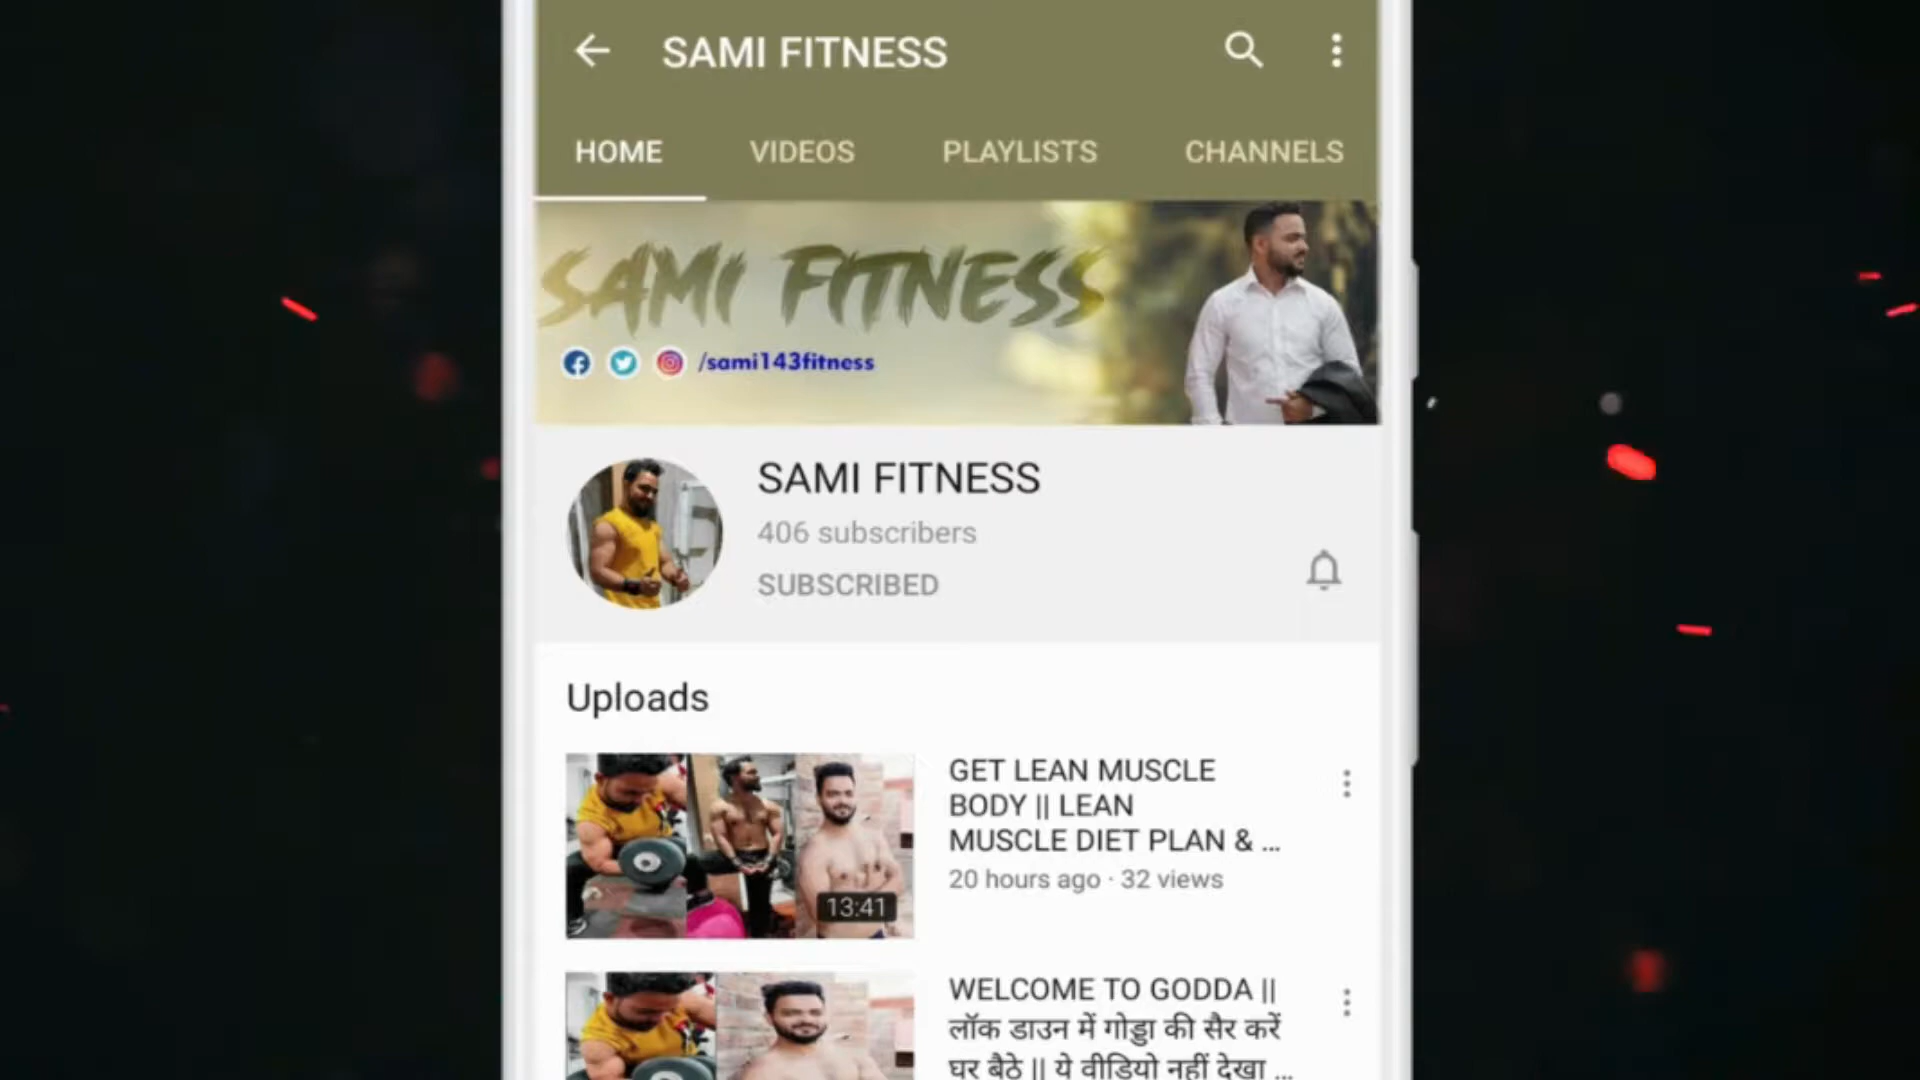 SAMI FITNESS
HOME VIDEOS PLAYLISTS CHANNELS
SAMI FITNESS
/sami143fitness
SAMI FITNESS
406 subscribers
SUBSCRIBED
Uploads
GET LEAN MUSCLE
BODY || LEAN
MUSCLE DIET PLAN & ...
20 hours ago · 32 views
13:41
WELCOME TO GODDA ||
लॉक डाउन में गोड्डा की सैर करें
घर बैठे || ये वीडियो नहीं देखा ...